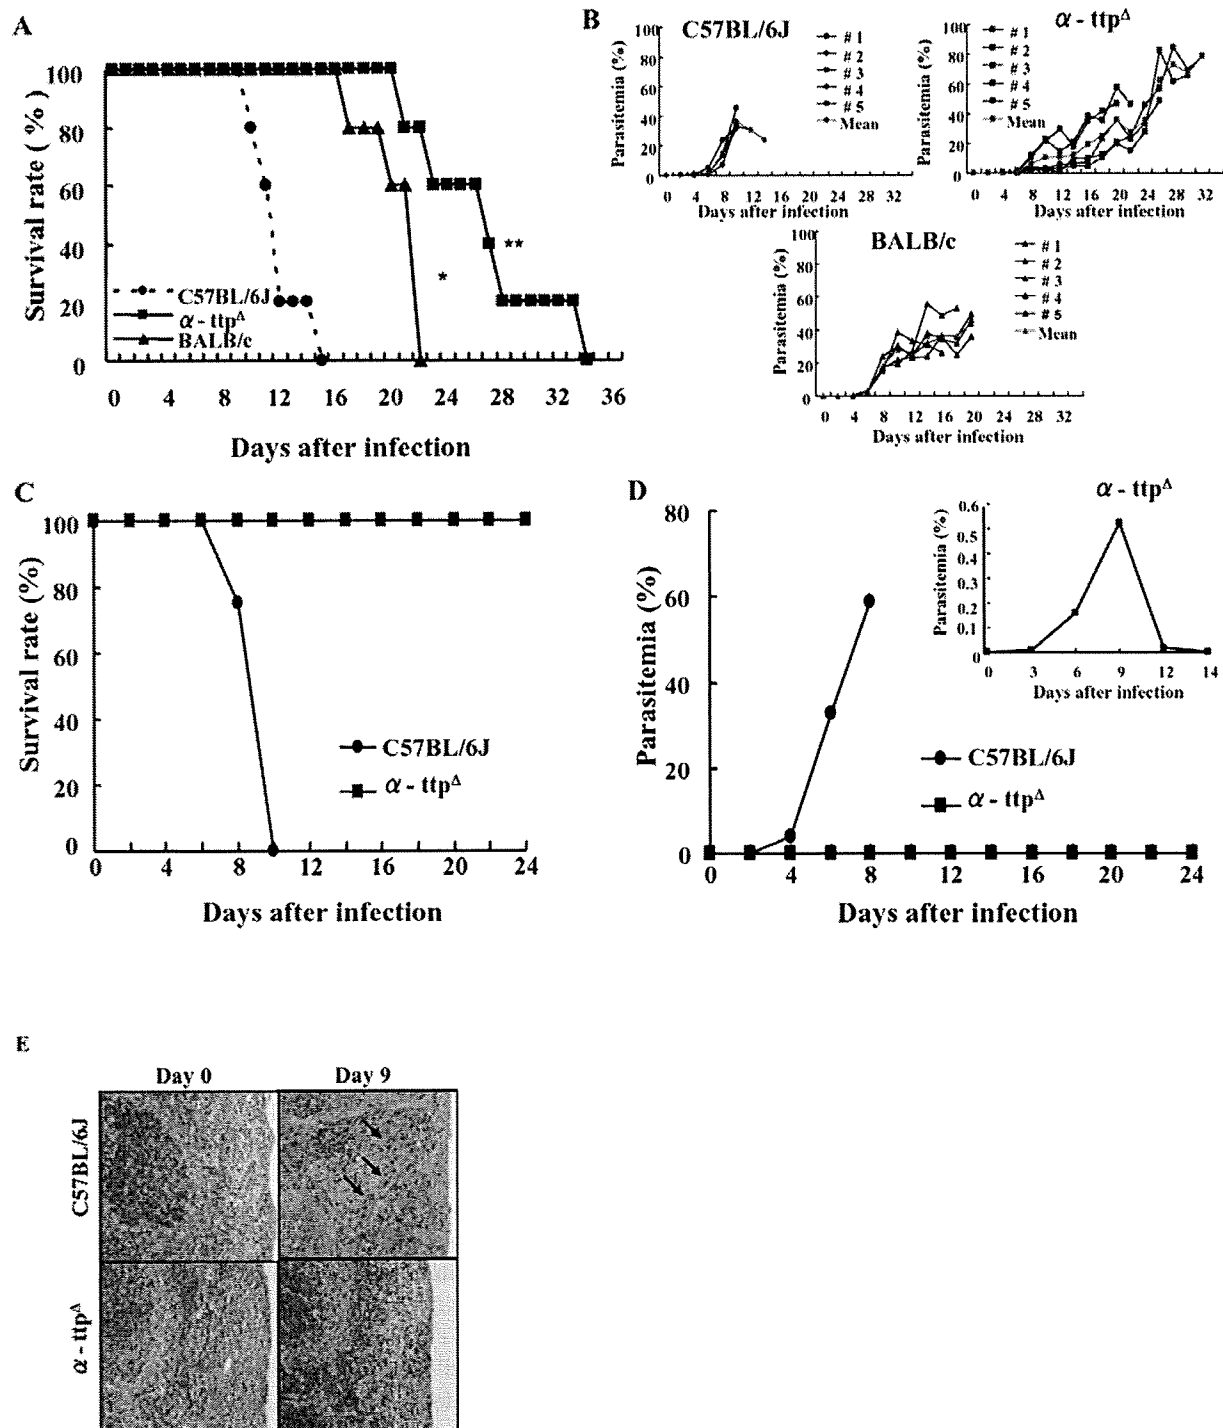 A
Survival rate ( % )
100
80
60
40
20
0
C57BL/6J
α - ttpΔ
BALB/c
*
**
0 4 8 12 16 20 24 28 32 36
Days after infection
B
C57BL/6J
Parasitemia (%)
100
80
60
40
20
0
# 1
# 2
# 3
# 4
# 5
Mean
0 4 8 12 16 20 24 28 32
Days after infection
α - ttpΔ
Parasitemia (%)
100
80
60
40
20
0
# 1
# 2
# 3
# 4
# 5
Mean
0 4 8 12 16 20 24 28 32
Days after infection
BALB/c
Parasitemia (%)
100
80
60
40
20
0
# 1
# 2
# 3
# 4
# 5
Mean
0 4 8 12 16 20 24 28 32
Days after infection
C
Survival rate (%)
100
80
60
40
20
0
C57BL/6J
α - ttpΔ
0 4 8 12 16 20 24
Days after infection
D
Parasitemia (%)
80
60
40
20
0
C57BL/6J
α - ttpΔ
0 4 8 12 16 20 24
Days after infection
α - ttpΔ
Parasitemia (%)
0.6
0.5
0.3
0.2
0.1
0
0 3 6 9 12 14
Days after infection
E
Day 0 Day 9
C57BL/6J
α - ttpΔ